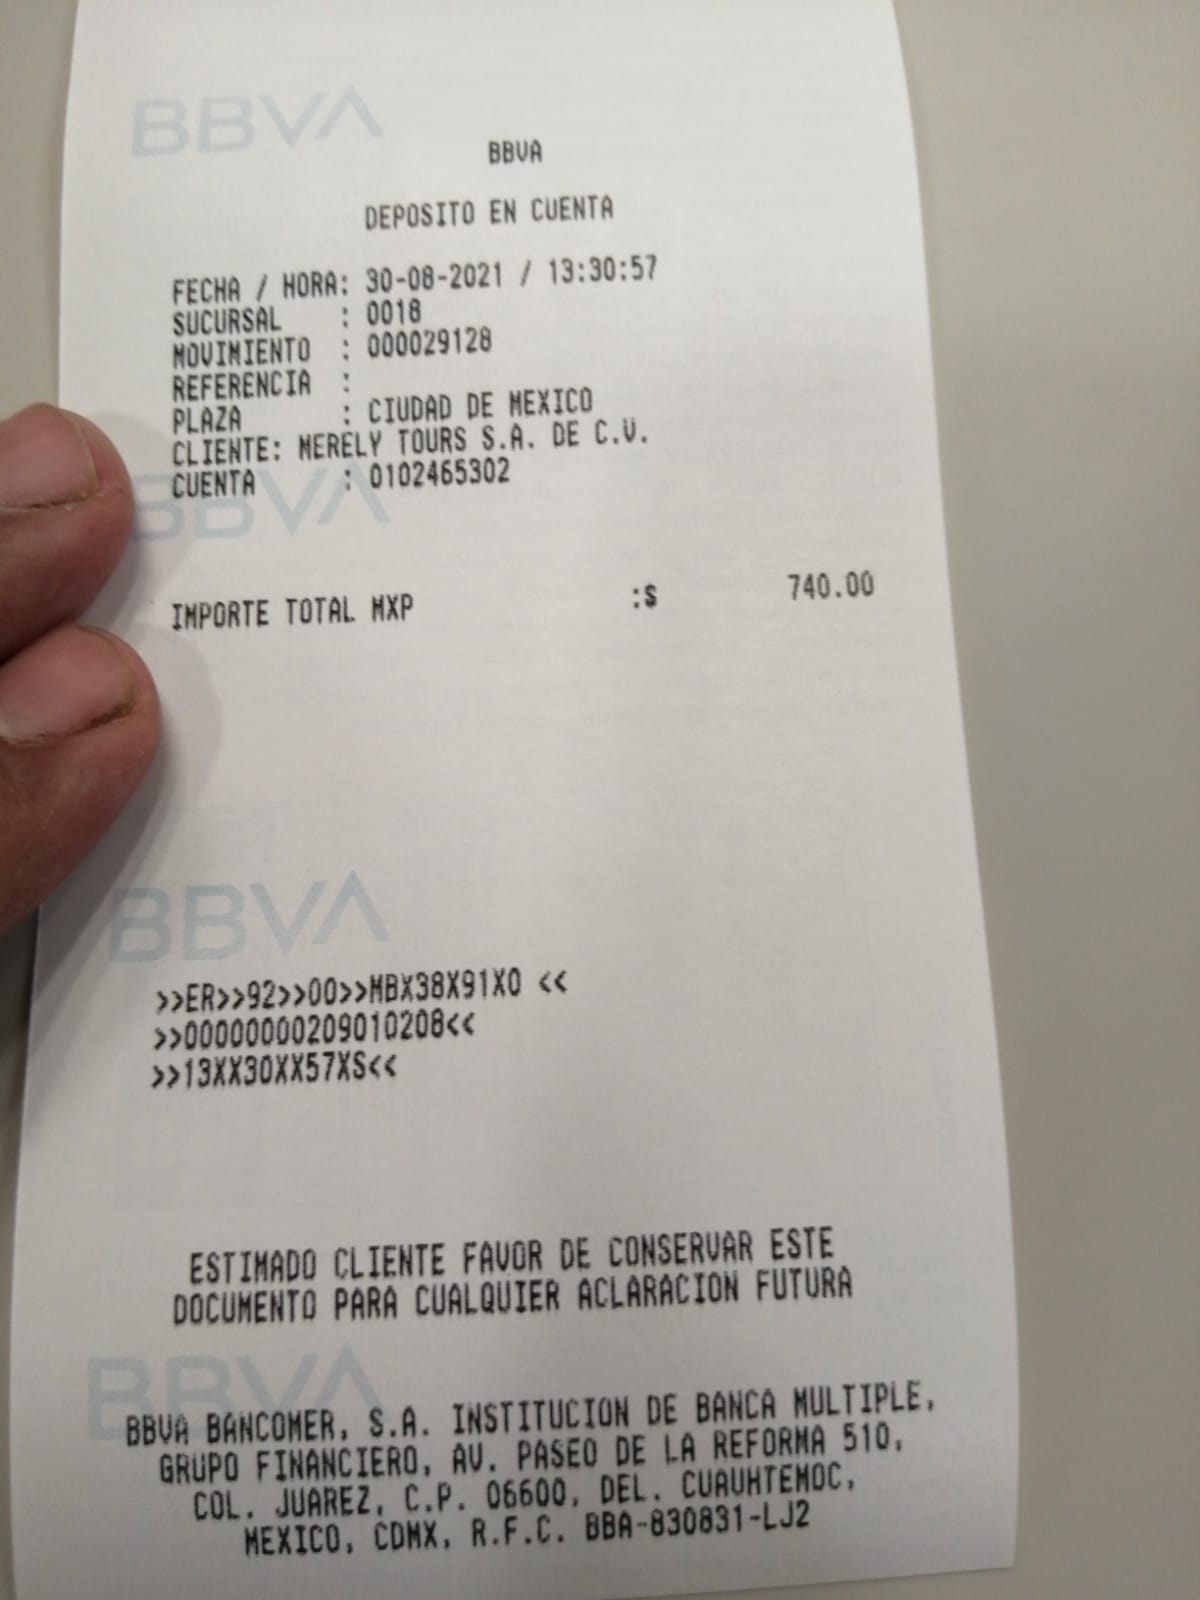 BBVA
BBVA
DEPOSITO EN CUENTA
FECHA / HORA: 30-08-2021 / 13:30:57
SUCURSAL : 0018
MOVIMIENTO : 000029128
REFERENCIA :
PLAZA : CIUDAD DE MEXICO
CLIENTE: MERELY TOURS S.A. DE C.V.
CUENTA : 0102465302
BBVA
IMPORTE TOTAL MXP :$ 740.00
BBVA
>>ER>>92>>00>>MBX38X91XO <<
>>00000000209010208<<
>>13XX30XX57XS<<
ESTIMADO CLIENTE FAVOR DE CONSERVAR ESTE
DOCUMENTO PARA CUALQUIER ACLARACION FUTURA
BBVA
BBVA BANCOMER, S.A. INSTITUCION DE BANCA MULTIPLE,
GRUPO FINANCIERO, AV. PASEO DE LA REFORMA 510,
COL. JUAREZ, C.P. 06600, DEL. CUAUHTEMOC,
MEXICO, CDMX, R.F.C. BBA-830831-LJ2